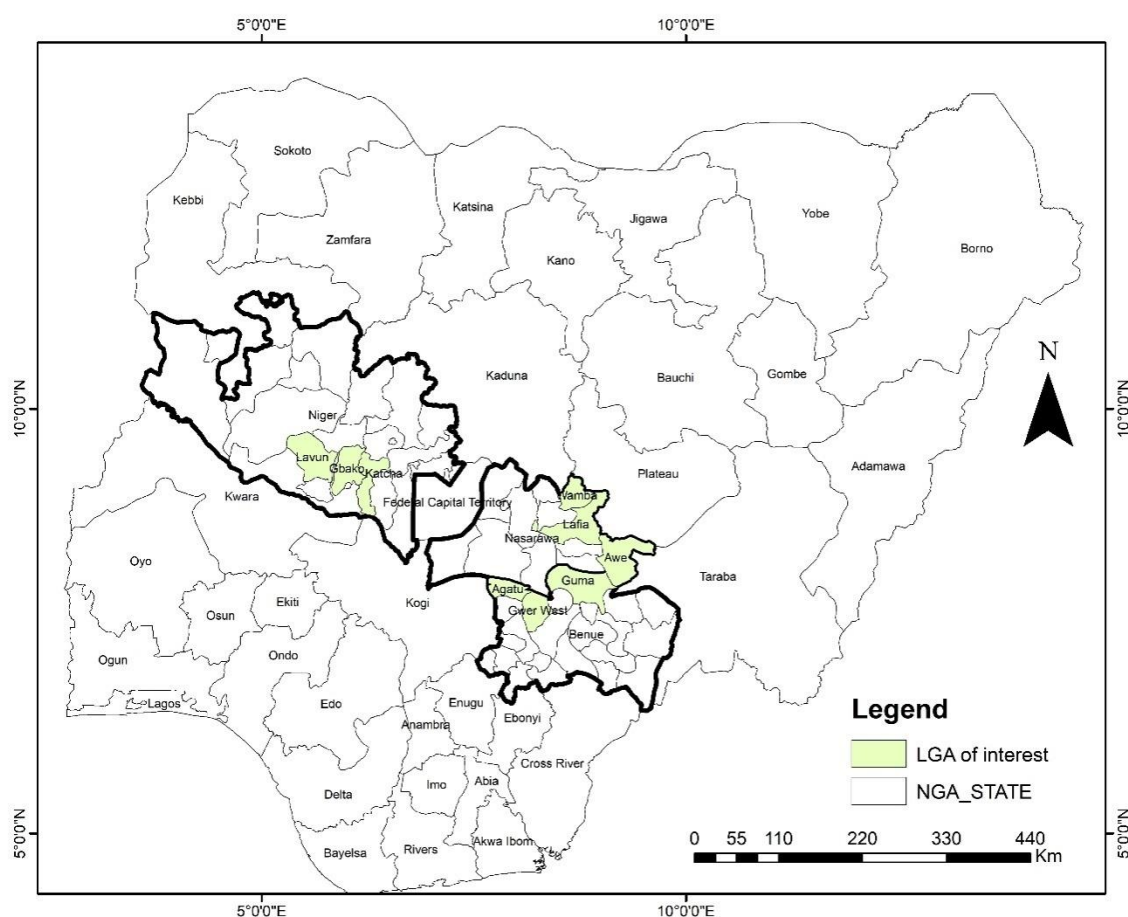 5°0'0"E
10°0'0"E
Sokoto
Kebbi
Katsina
Jigawa
Yobe
Zamfara
Kano
Borno
N
Kaduna
Bauchi
Gombe
10°0'0"N
10°0'0"N
Niger
Lavun
Gbako
Katcha
Plateau
Adamawa
Kwara
Federal Capital Territory
Wamba
Lafia
Nasarawa
Awe
Oyo
Taraba
Guma
Agatu
Ekiti
Kogi
Osun
Gwer West
Benue
Ogun
Ondo
Lagos
Edo
Enugu
Anambra
Ebonyi
Legend
LGA of interest
NGA_STATE
Cross River
Imo
Abia
Delta
5°0'0"N
5°0'0"N
Bayelsa
Rivers
Akwa Ibom
0 55 110 220 330 440
Km
5°0'0"E
10°0'0"E